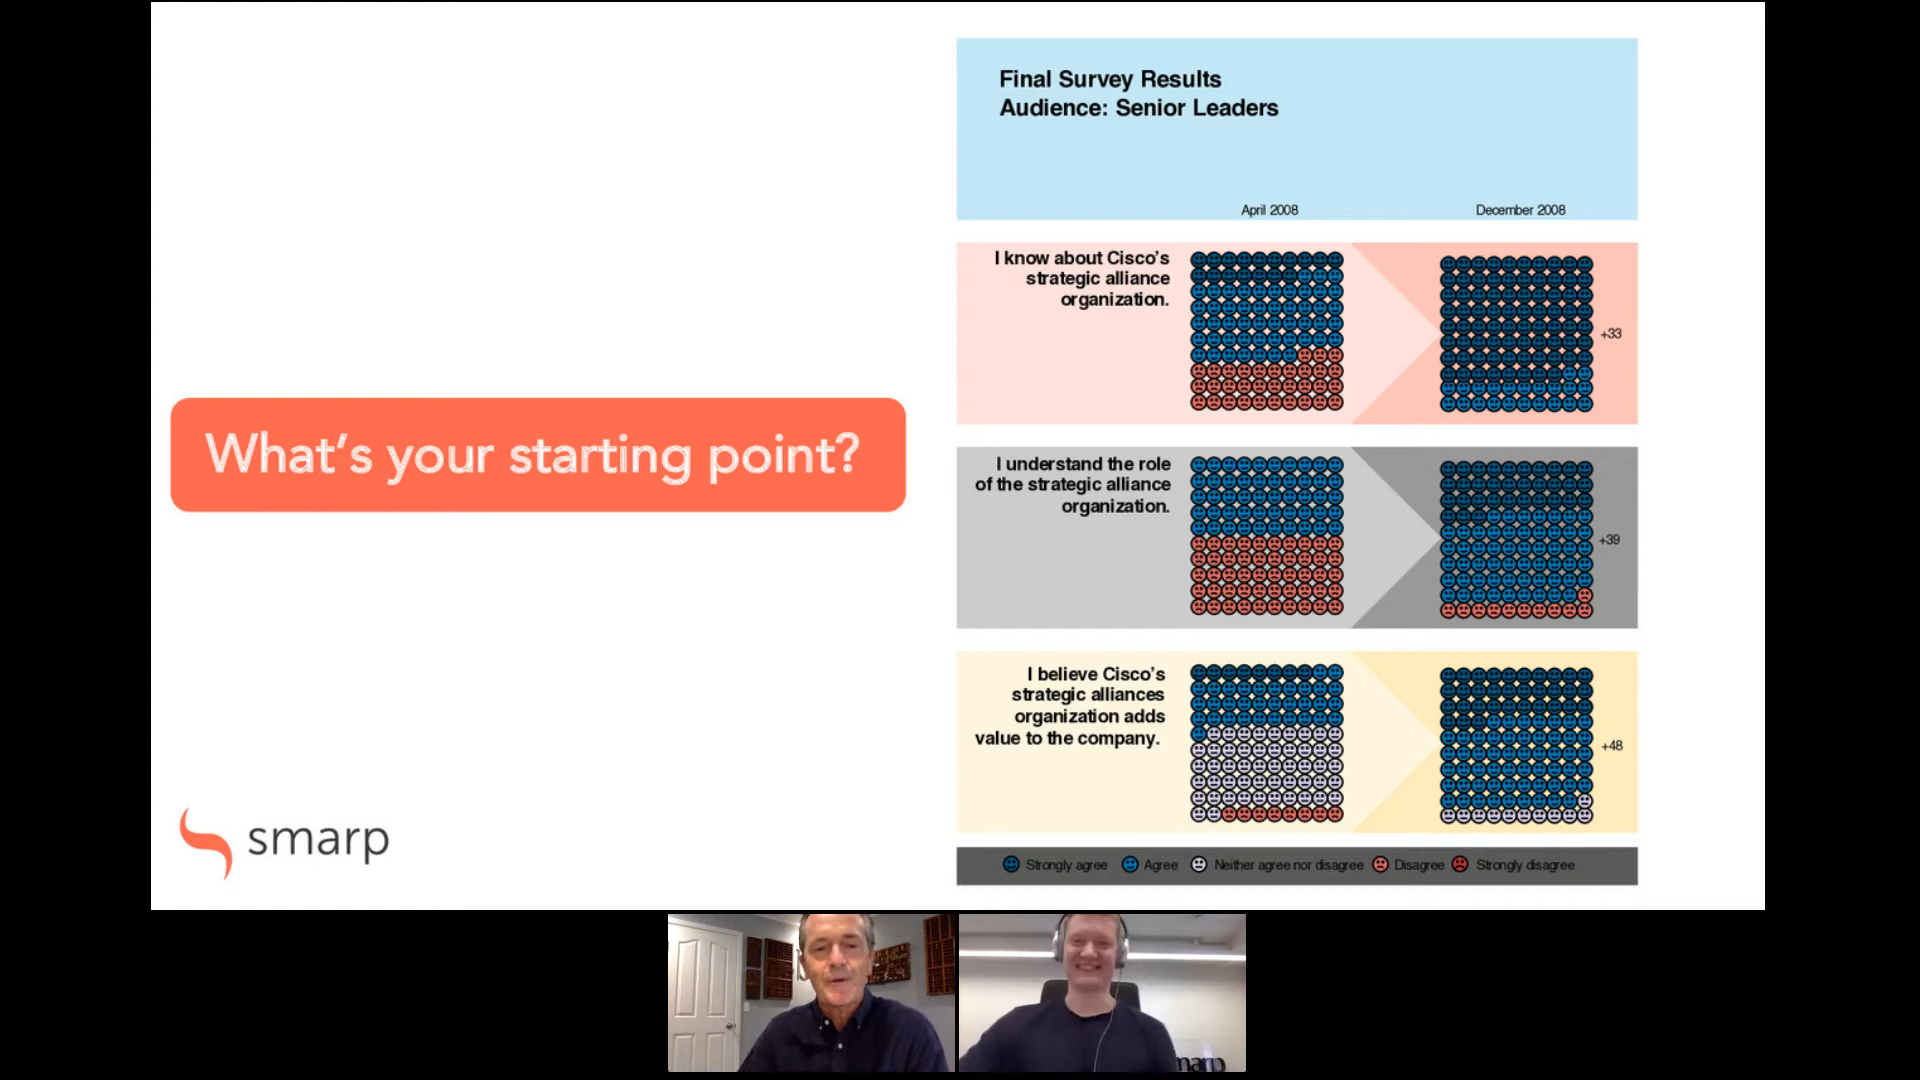 What's your starting point?
smarp
Final Survey Results
Audience: Senior Leaders
April 2008
December 2008
I know about Cisco's
strategic alliance
organization.
+33
I understand the role
of the strategic alliance
organization.
+39
I believe Cisco's
strategic alliances
organization adds
value to the company.
+48
Strongly agree
Agree
Neither agree nor disagree
Disagree
Strongly disagree
marp